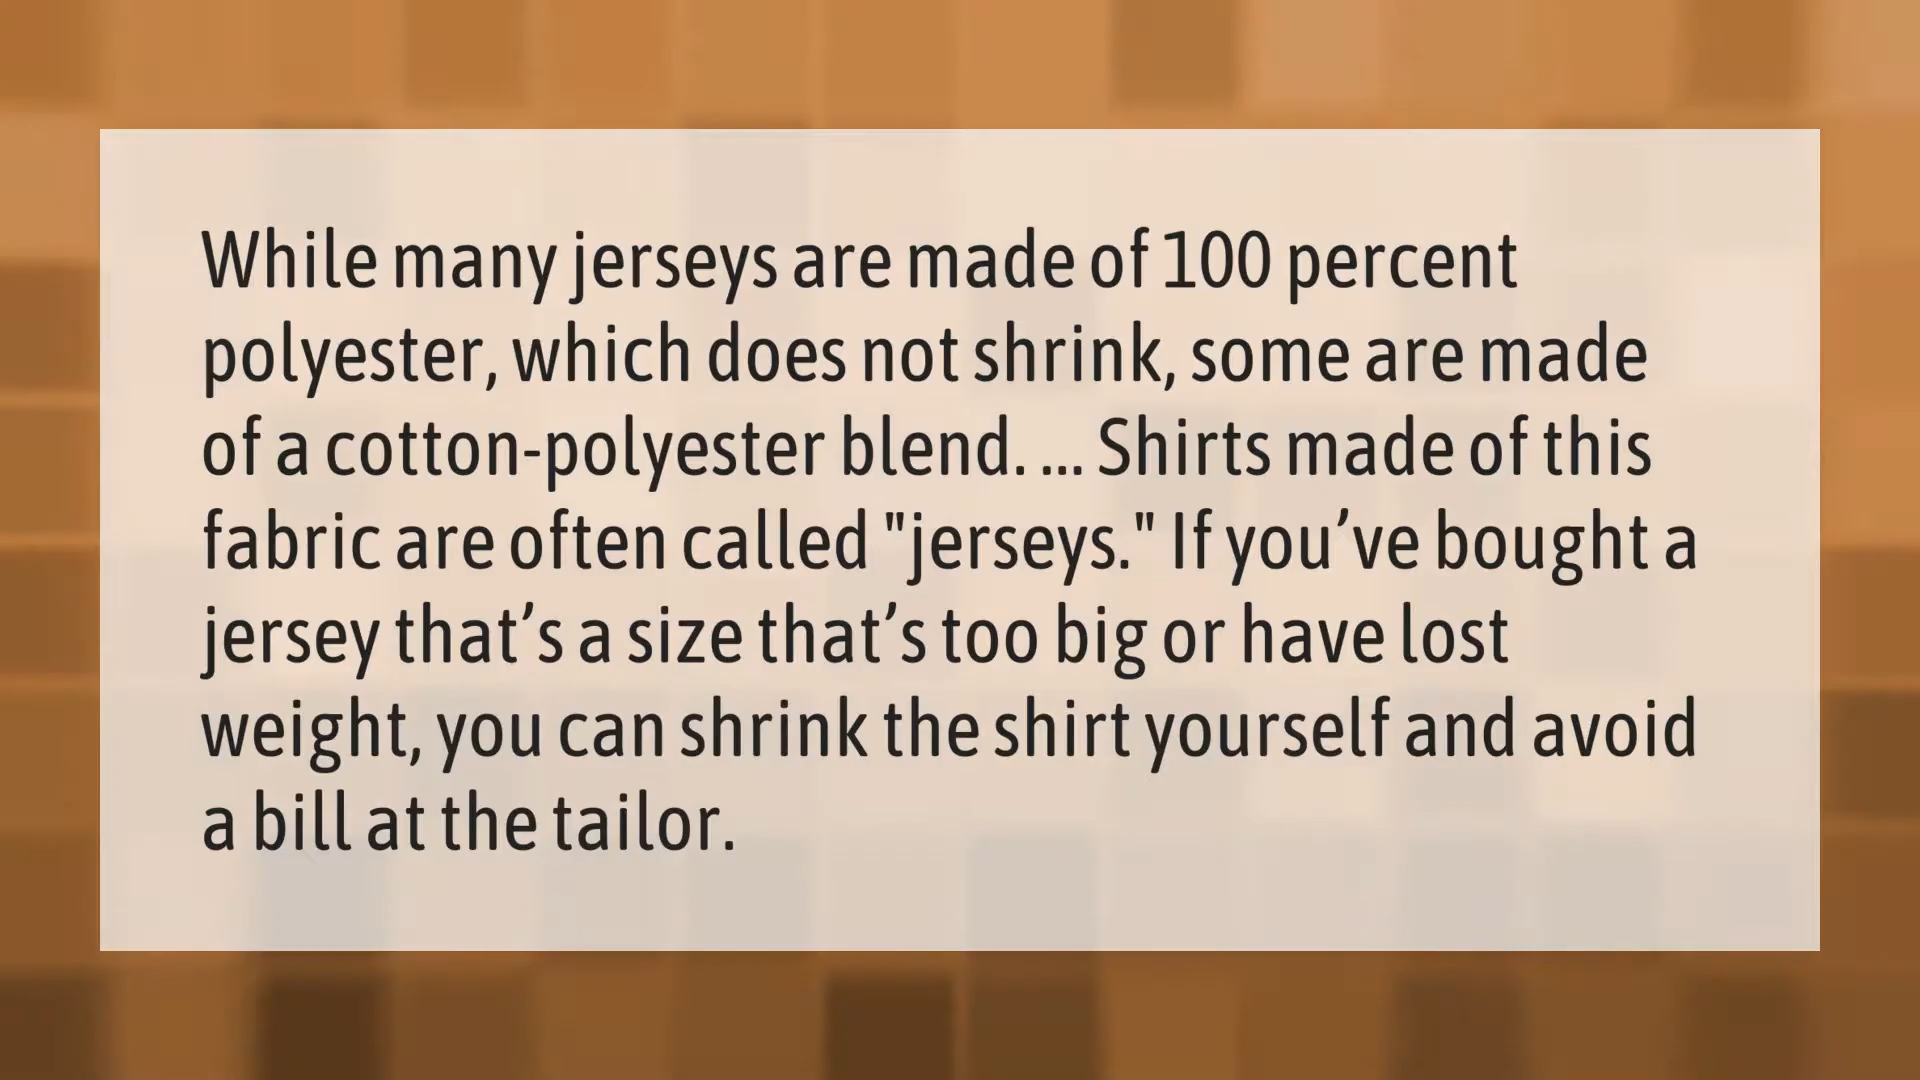 While many jerseys are made of 100 percent
polyester, which does not shrink, some are made
of a cotton-polyester blend. ... Shirts made of this
fabric are often called "jerseys." If you’ve bought a
jersey that’s a size that’s too big or have lost
weight, you can shrink the shirt yourself and avoid
a bill at the tailor.